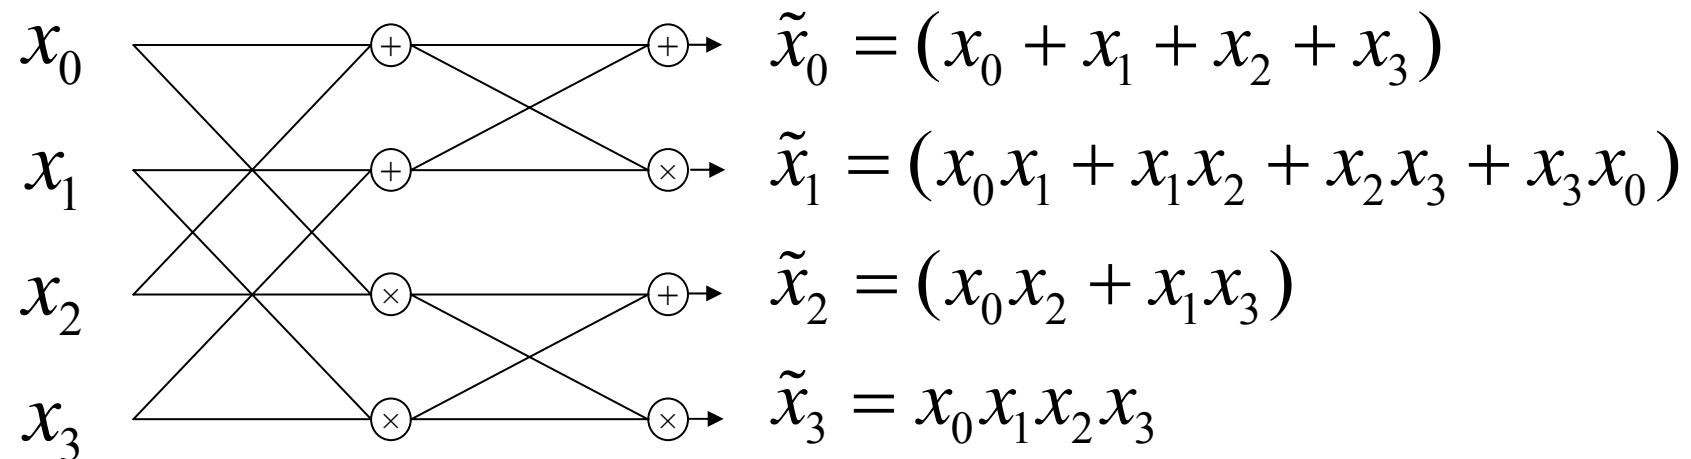 x₀ + + x̃₀ = (x₀ + x₁ + x₂ + x₃)
x₁ + × x̃₁ = (x₀x₁ + x₁x₂ + x₂x₃ + x₃x₀)
x₂ × + x̃₂ = (x₀x₂ + x₁x₃)
x₃ × × x̃₃ = x₀x₁x₂x₃